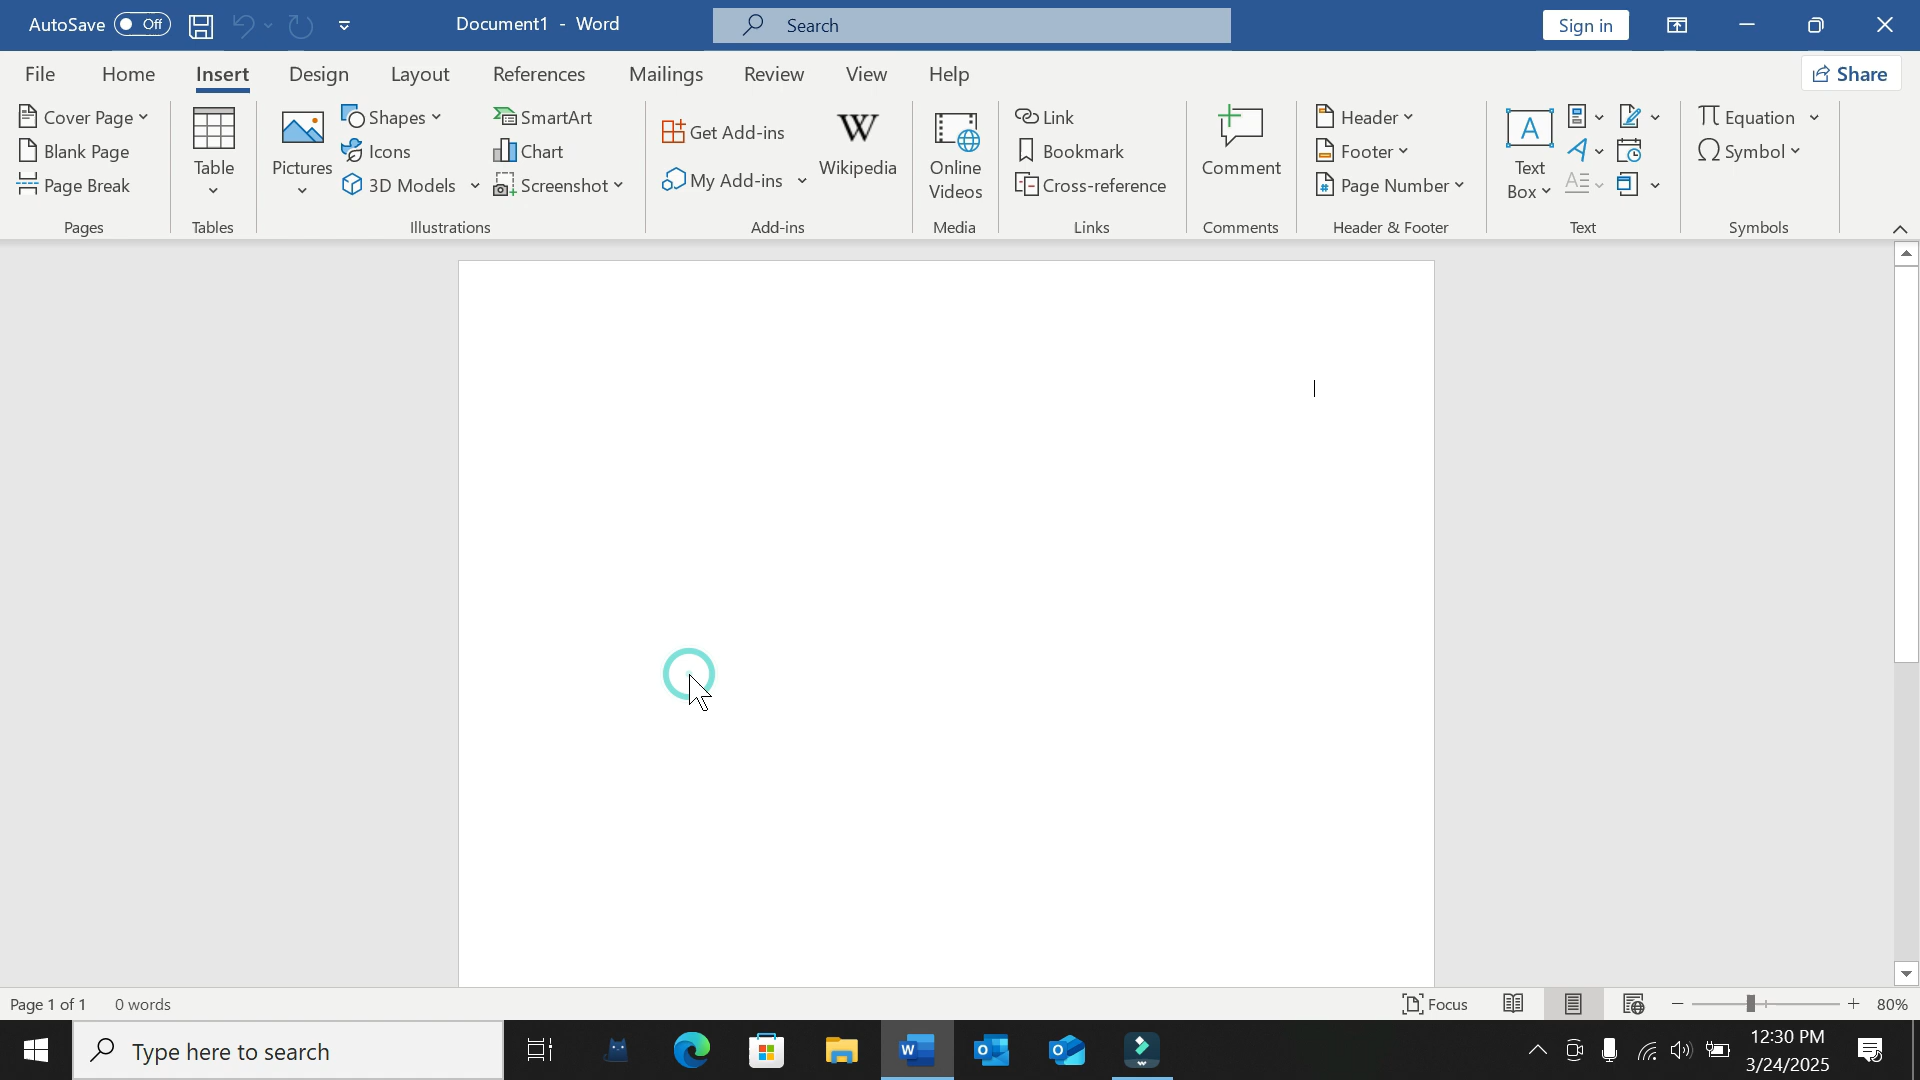 AutoSave Off Document1 - Word Search Sign in
File Home Insert Design Layout References Mailings Review View Help Share
Cover Page
Blank Page
Page Break
Pages
Table
Tables
Pictures
Shapes
Icons
3D Models
SmartArt
Chart
Screenshot
Illustrations
Get Add-ins
My Add-ins
W
Wikipedia
Add-ins
Online
Videos
Media
Link
Bookmark
Cross-reference
Links
Comment
Comments
Header
Footer
Page Number
Header & Footer
A
Text
Box
Text
Equation
Symbol
Symbols
Page 1 of 1 0 words Focus 80%
Type here to search
12:30 PM
3/24/2025